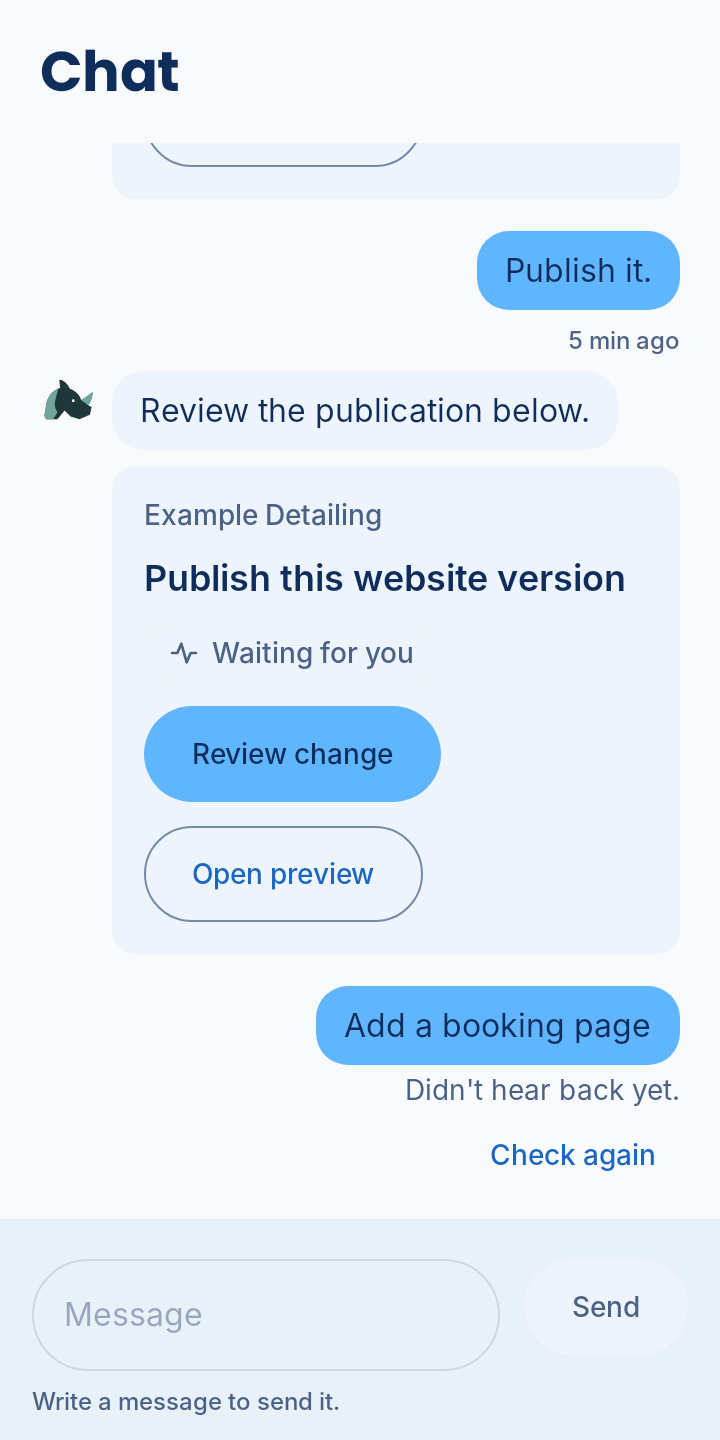 Chat
Publish it.
5 min ago
Review the publication below.
Example Detailing
Publish this website version
Waiting for you
Review change
Open preview
Add a booking page
Didn't hear back yet.
Check again
Message
Send
Write a message to send it.